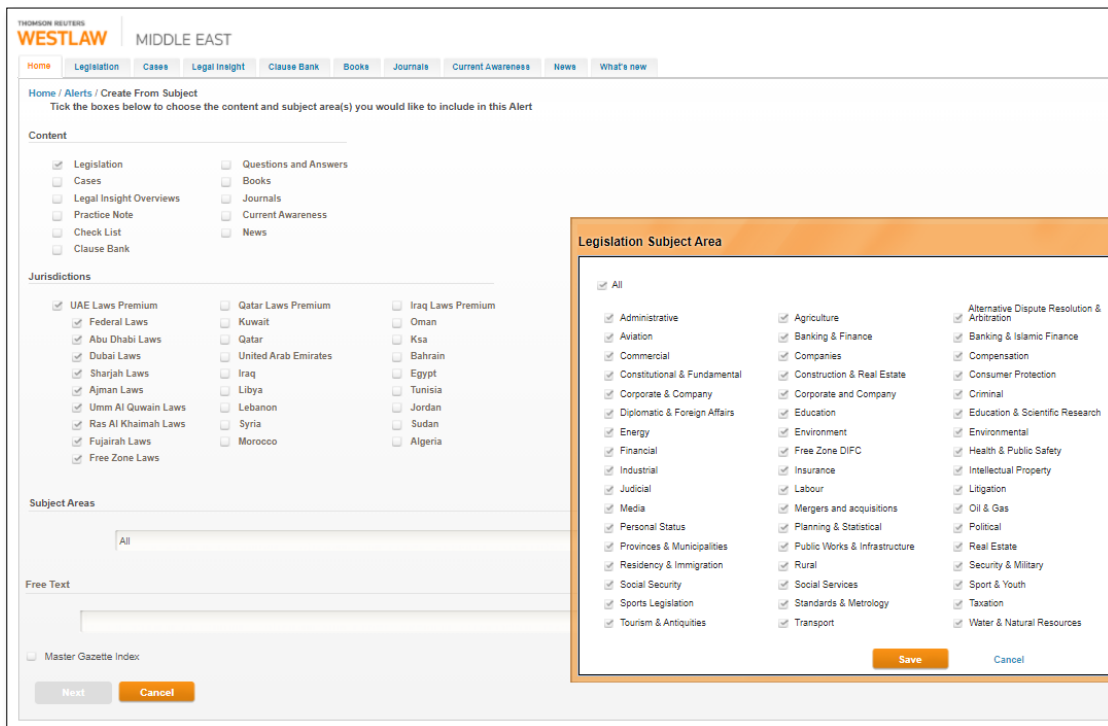 THOMSON REUTERS
WESTLAW MIDDLE EAST
Home Legislation Cases Legal Insight Clause Bank Books Journals Current Awareness News What's new
Home / Alerts / Create From Subject
Tick the boxes below to choose the content and subject area(s) you would like to include in this Alert
Content
Legislation Questions and Answers
Cases Books
Legal Insight Overviews Journals
Practice Note Current Awareness
Check List News
Clause Bank
Jurisdictions
UAE Laws Premium Qatar Laws Premium Iraq Laws Premium
Federal Laws Kuwait Oman
Abu Dhabi Laws Qatar Ksa
Dubai Laws United Arab Emirates Bahrain
Sharjah Laws Iraq Egypt
Ajman Laws Libya Tunisia
Umm Al Quwain Laws Lebanon Jordan
Ras Al Khaimah Laws Syria Sudan
Fujairah Laws Morocco Algeria
Free Zone Laws
Subject Areas
All
Free Text
Master Gazette Index
Next Cancel
Legislation Subject Area
All
Administrative Agriculture Alternative Dispute Resolution & Arbitration
Aviation Banking & Finance Banking & Islamic Finance
Commercial Companies Compensation
Constitutional & Fundamental Construction & Real Estate Consumer Protection
Corporate & Company Corporate and Company Criminal
Diplomatic & Foreign Affairs Education Education & Scientific Research
Energy Environment Environmental
Financial Free Zone DIFC Health & Public Safety
Industrial Insurance Intellectual Property
Judicial Labour Litigation
Media Mergers and acquisitions Oil & Gas
Personal Status Planning & Statistical Political
Provinces & Municipalities Public Works & Infrastructure Real Estate
Residency & Immigration Rural Security & Military
Social Security Social Services Sport & Youth
Sports Legislation Standards & Metrology Taxation
Tourism & Antiquities Transport Water & Natural Resources
Save Cancel